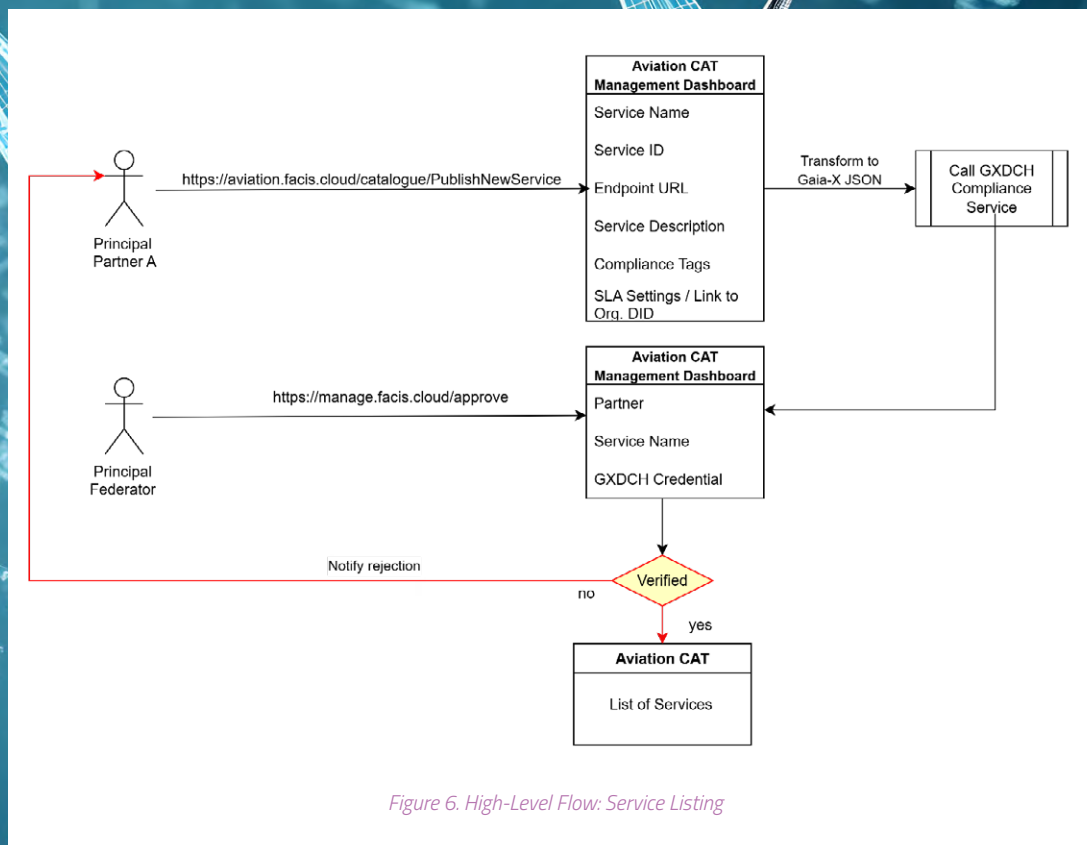 Aviation CAT
Management Dashboard
Service Name
Service ID
Endpoint URL
Service Description
Compliance Tags
SLA Settings / Link to
Org. DID
https://aviation.facis.cloud/catalogue/PublishNewService
Principal
Partner A
Transform to
Gaia-X JSON
Call GXDCH
Compliance
Service
Aviation CAT
Management Dashboard
Partner
Service Name
GXDCH Credential
https://manage.facis.cloud/approve
Principal
Federator
Notify rejection
Verified
no
yes
Aviation CAT
List of Services
Figure 6. High-Level Flow: Service Listing